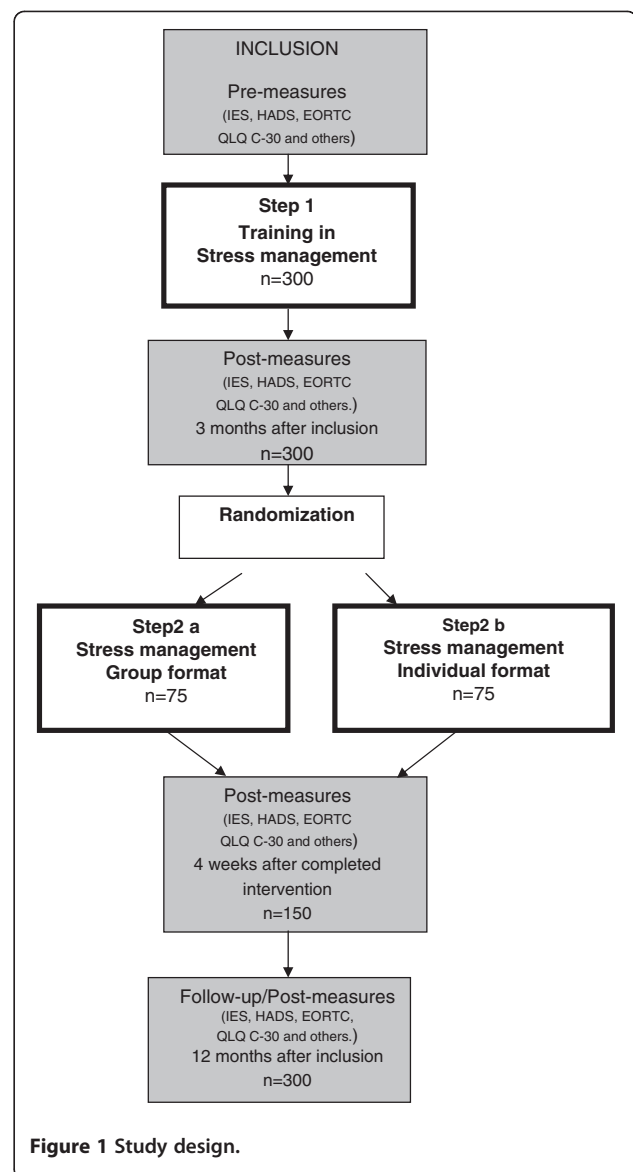 INCLUSION
Pre-measures
(IES, HADS, EORTC
QLQ C-30 and others)
Step 1
Training in
Stress management
n=300
Post-measures
(IES, HADS, EORTC
QLQ C-30 and others.)
3 months after inclusion
n=300
Randomization
Step2 a
Stress management
Group format
n=75
Step2 b
Stress management
Individual format
n=75
Post-measures
(IES, HADS, EORTC
QLQ C-30 and others)
4 weeks after completed
intervention
n=150
Follow-up/Post-measures
(IES, HADS, EORTC,
QLQ C-30 and others.)
12 months after inclusion
n=300
Figure 1 Study design.